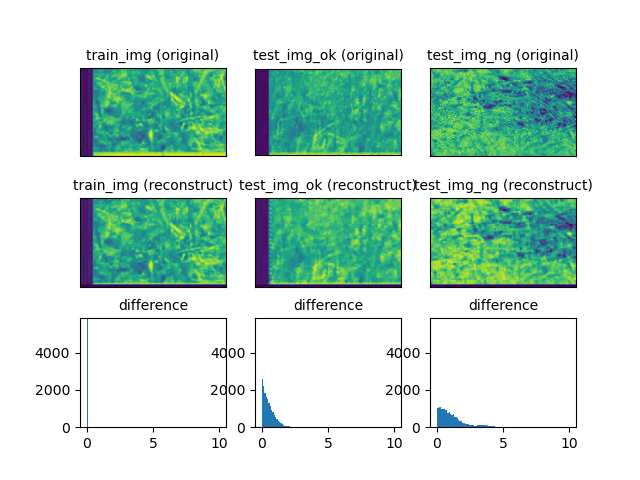 train_img (original) test_img_ok (original) test_img_ng (original)
train_img (reconstruct) test_img_ok (reconstruct) test_img_ng (reconstruct)
difference difference difference
4000 4000 4000
2000 2000 2000
0 0 0
0 5 10 0 5 10 0 5 10